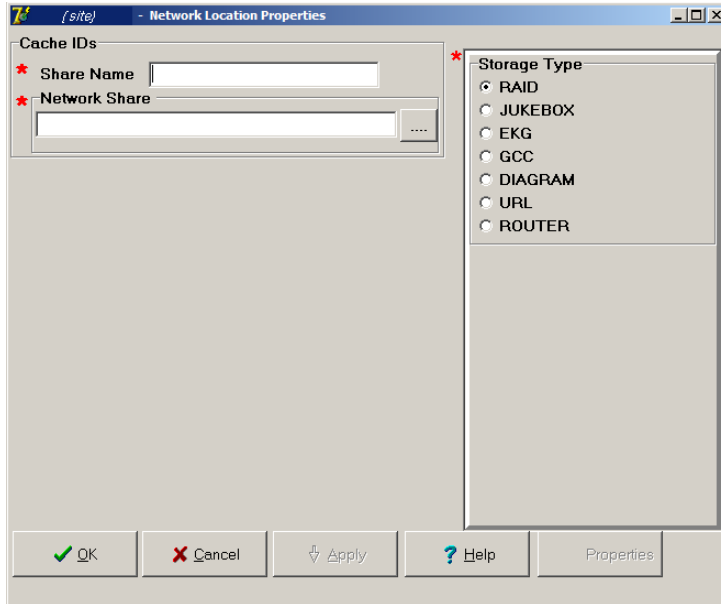 (site) - Network Location Properties
Cache IDs
* Share Name
* Network Share
....
* Storage Type
RAID
JUKEBOX
EKG
GCC
DIAGRAM
URL
ROUTER
OK
Cancel
Apply
? Help
Properties